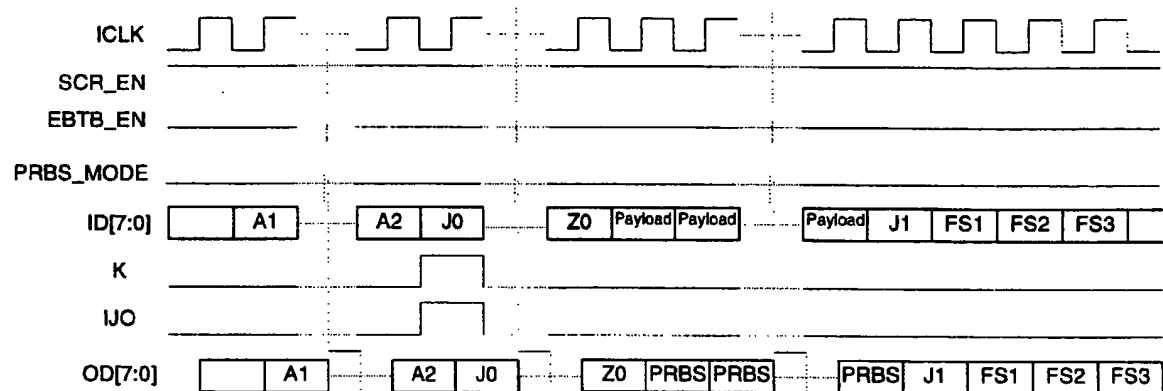 ICLK
SCR_EN
EBTB_EN
PRBS_MODE
ID[7:0] A1 A2 J0 Z0 Payload Payload Payload J1 FS1 FS2 FS3
K
IJO
OD[7:0] A1 A2 J0 Z0 PRBS PRBS PRBS J1 FS1 FS2 FS3